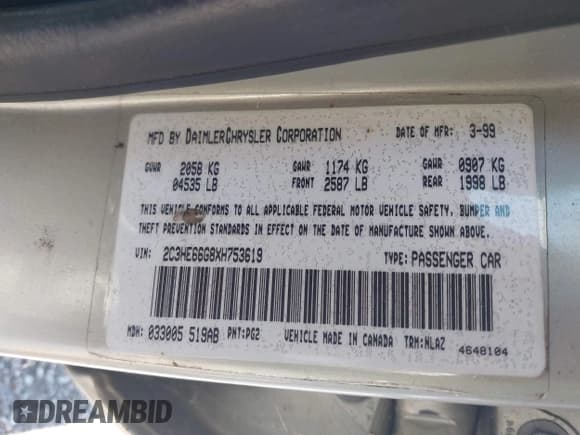 MFD BY DAIMLERCHRYSLER CORPORATION DATE OF MFR: 3-99
GVWR 2058 KG GAWR 1174 KG GAWR 0907 KG
04535 LB FRONT 2587 LB REAR 1998 LB
THIS VEHICLE CONFORMS TO ALL APPLICABLE FEDERAL MOTOR VEHICLE SAFETY, BUMPER AND
THEFT PREVENTION STANDARDS IN EFFECT ON THE DATE OF MANUFACTURE SHOWN ABOVE.
VIN: 2C3HE66G8XH753619 TYPE: PASSENGER CAR
MDH: 033005 519AB PNT:PG2 VEHICLE MADE IN CANADA TRM:NLAZ
4648104
DREAMBID